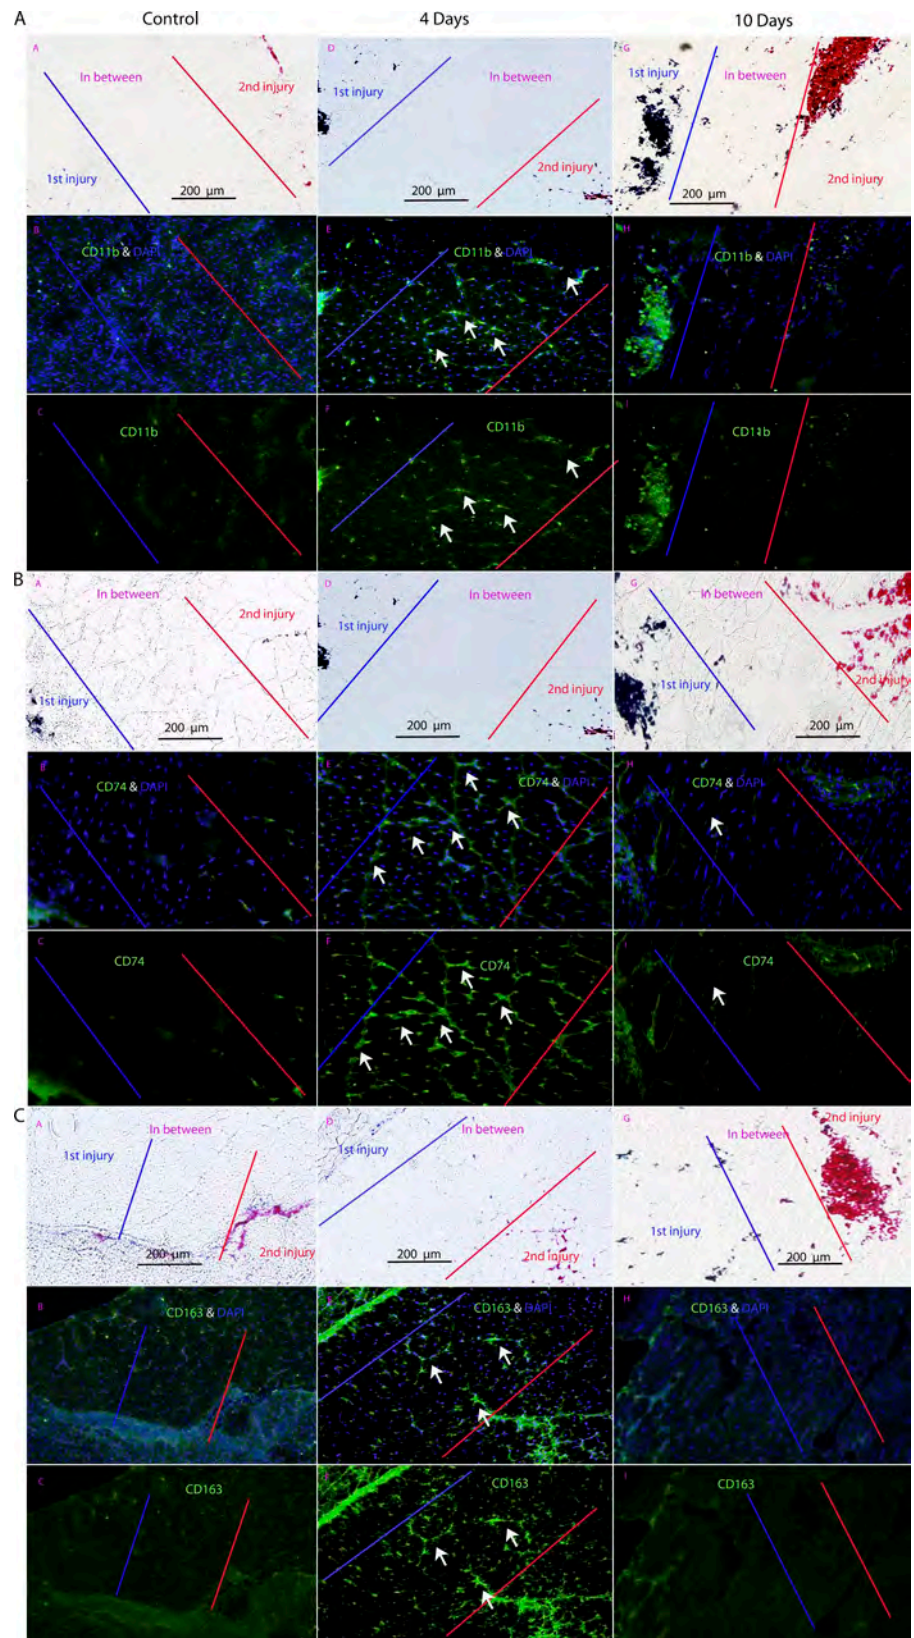 A
Control
4 Days
10 Days
A
In between
2nd injury
1st injury
200 μm
D
In between
1st injury
2nd injury
200 μm
G
1st injury
In between
2nd injury
200 μm
B
CD11b & DAPI
E
CD11b & DAPI
H
CD11b & DAPI
C
CD11b
F
CD11b
I
CD11b
B
A
In between
2nd injury
1st injury
200 μm
D
In between
1st injury
2nd injury
200 μm
G
In between
1st injury
2nd injury
200 μm
B
CD74 & DAPI
E
CD74 & DAPI
H
CD74 & DAPI
C
CD74
F
CD74
CD74
C
A
In between
1st injury
2nd injury
200 μm
D
In between
1st injury
2nd injury
200 μm
G
2nd injury
In between
1st injury
200 μm
B
CD163 & DAPI
E
CD163 & DAPI
H
CD163 & DAPI
C
CD163
CD163
I
CD163